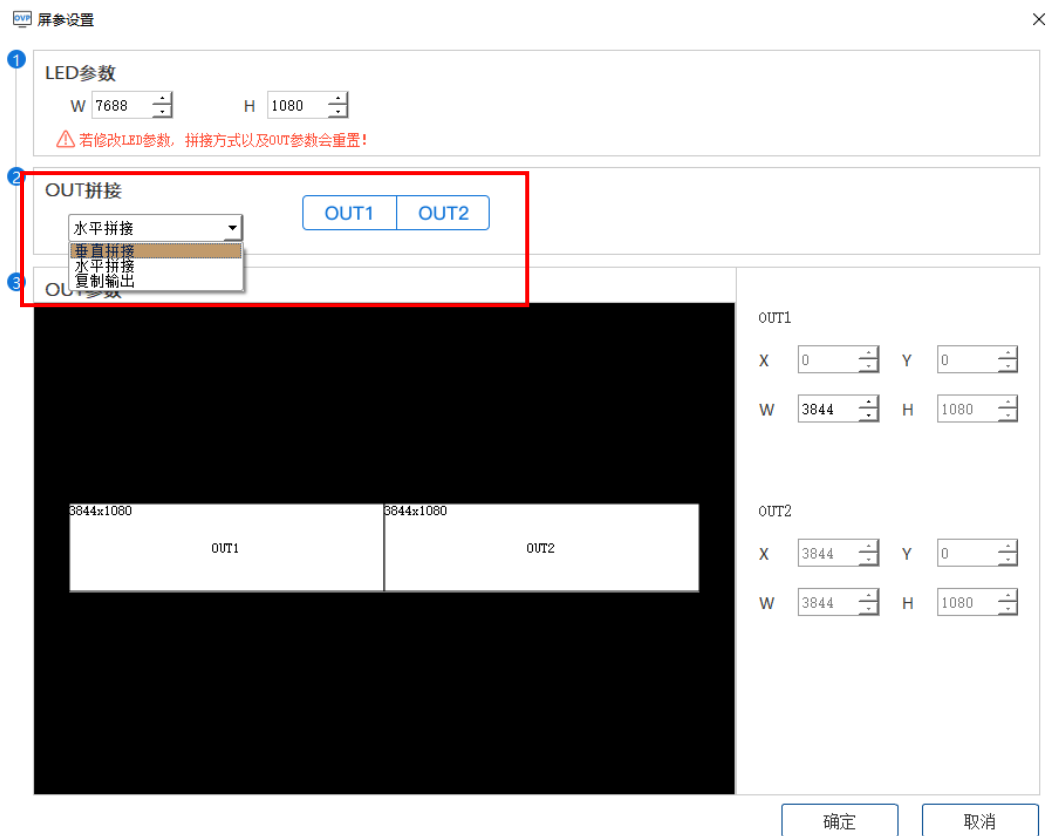 OVP 屏参设置
1
LED参数
W 7688 H 1080
若修改LED参数, 拼接方式以及OUT参数会重置!
2
OUT拼接
水平拼接
OUT1 OUT2
垂直拼接
水平拼接
复制输出
3
OUT参数
3844x1080
OUT1
3844x1080
OUT2
OUT1
X 0 Y 0
W 3844 H 1080
OUT2
X 3844 Y 0
W 3844 H 1080
确定 取消